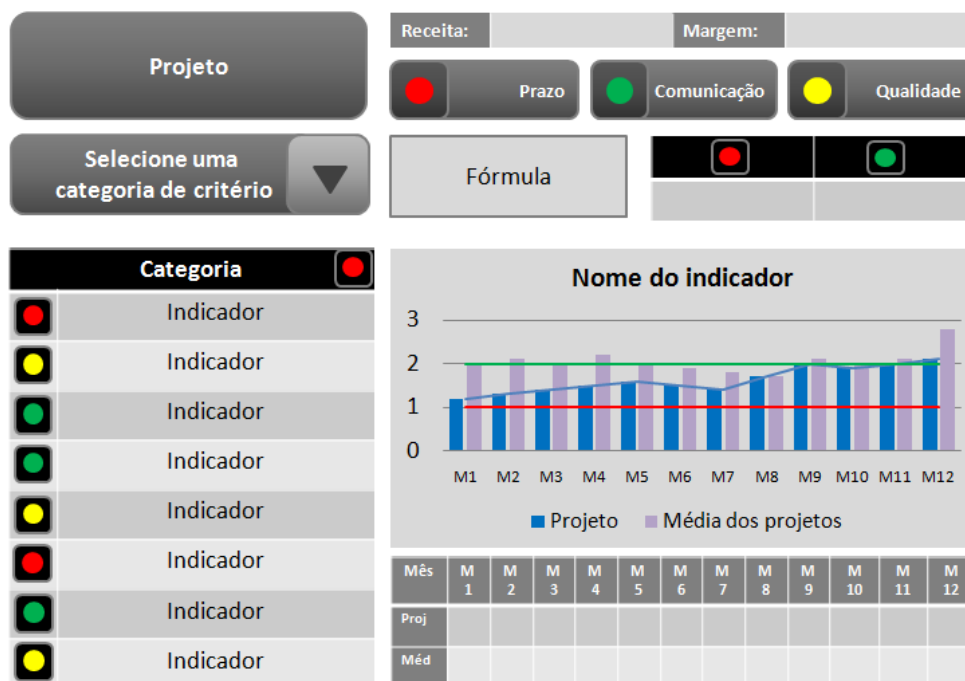 Projeto
Receita:
Margem:
Prazo
Comunicação
Qualidade
Selecione uma
categoria de critério
Fórmula
Categoria
Indicador
Indicador
Indicador
Indicador
Indicador
Indicador
Indicador
Indicador
Nome do indicador
3
2
1
0
M1 M2 M3 M4 M5 M6 M7 M8 M9 M10 M11 M12
Projeto Média dos projetos
Mês M 1 M 2 M 3 M 4 M 5 M 6 M 7 M 8 M 9 M 10 M 11 M 12
Proj
Méd